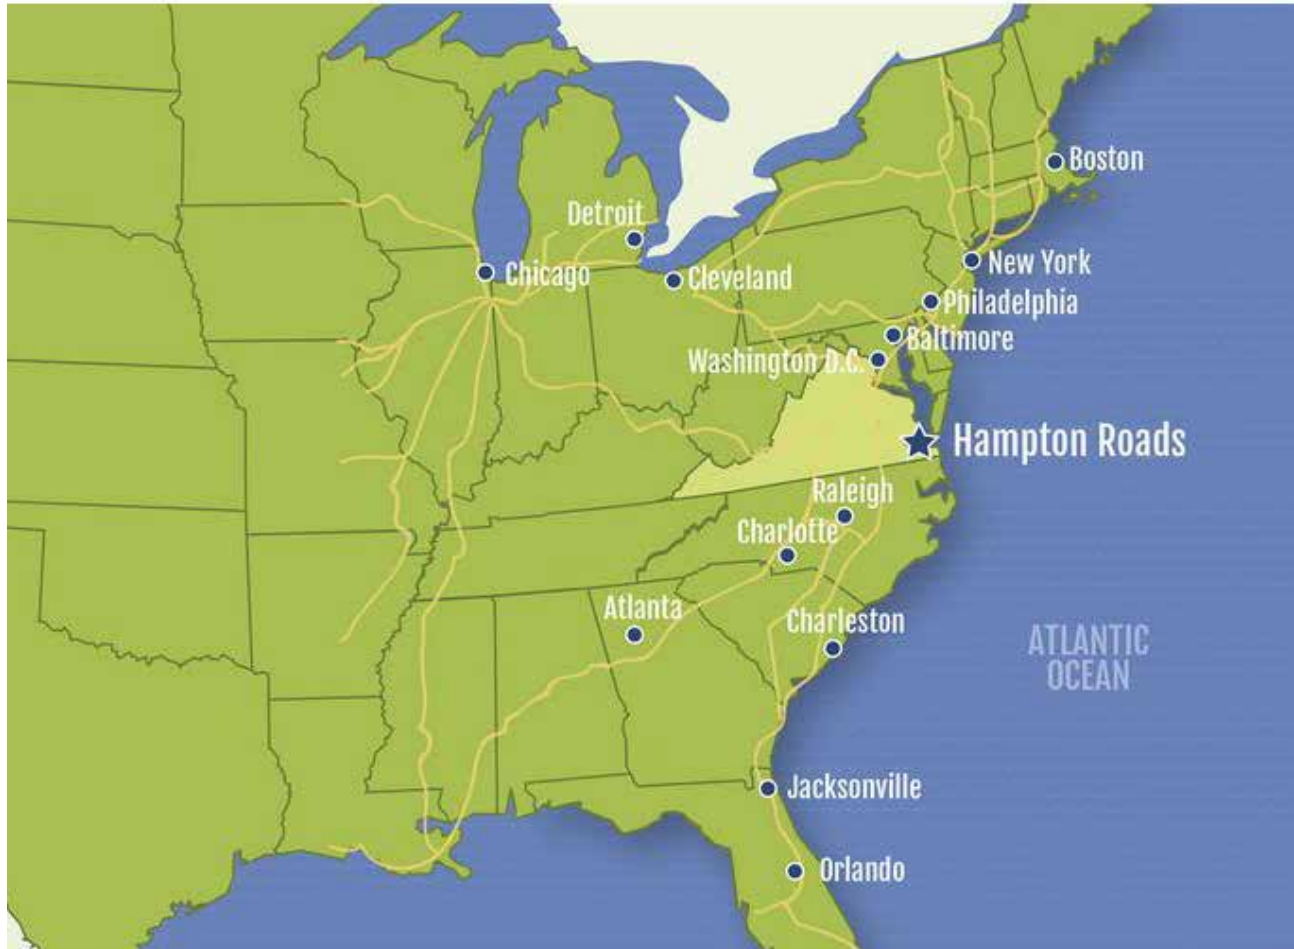 Boston
Detroit
New York
Chicago
Cleveland
Philadelphia
Baltimore
Washington D.C.
Hampton Roads
Raleigh
Charlotte
Atlanta
Charleston
ATLANTIC
OCEAN
Jacksonville
Orlando